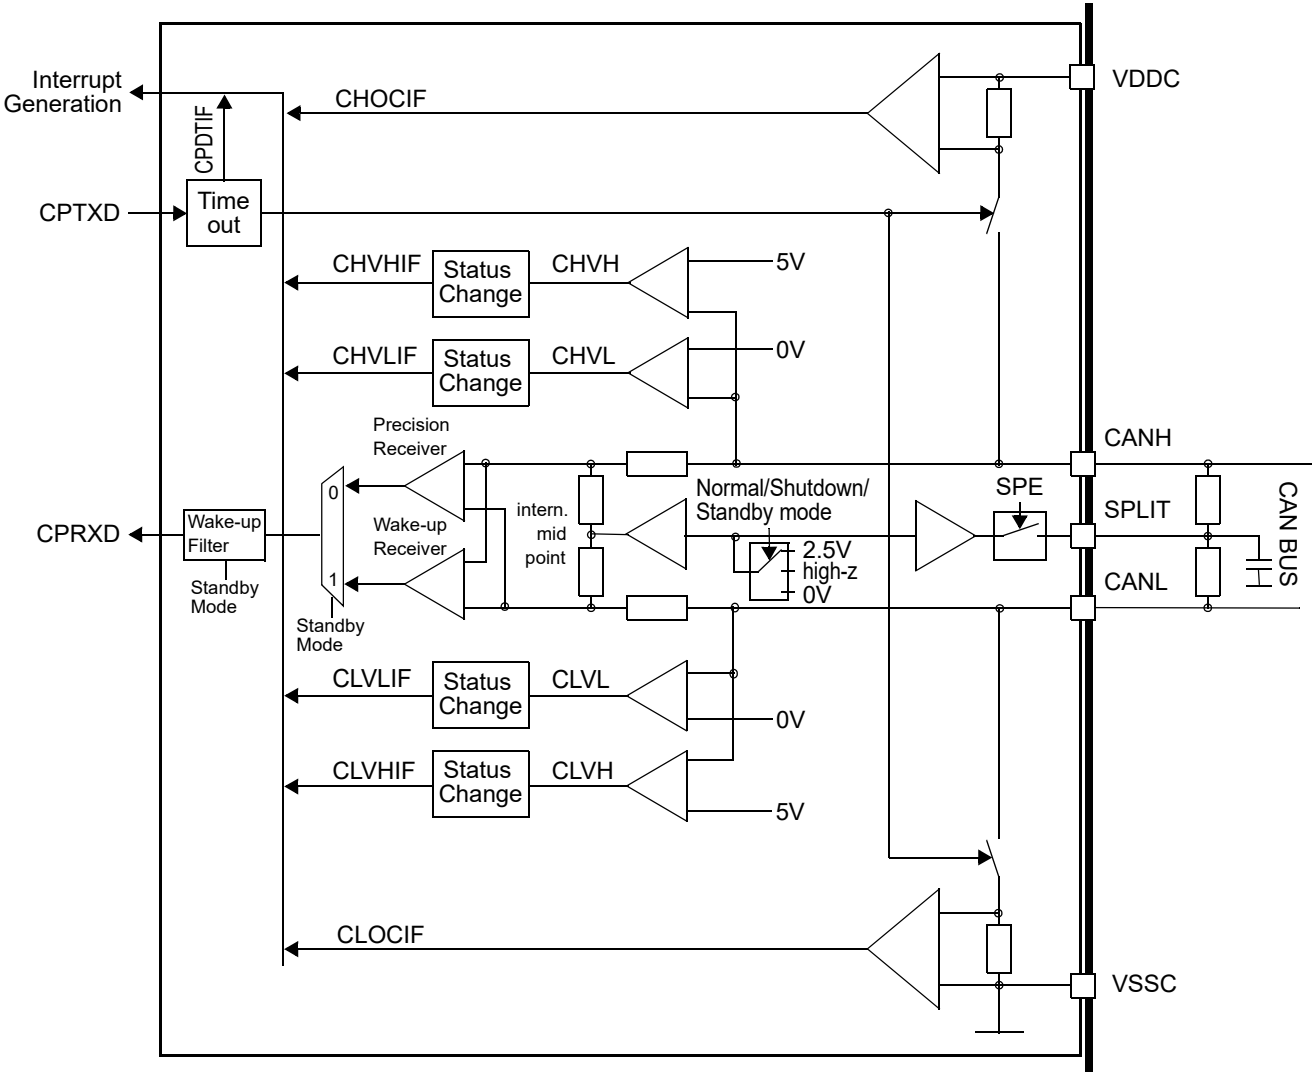 Interrupt
Generation
CHOCIF
VDDC
CPDTIF
CPTXD
Time
out
CHVHIF
Status
Change
CHVH
5V
CHVLIF
Status
Change
CHVL
0V
Precision
Receiver
CANH
0
Normal/Shutdown/
Standby mode
SPE
intern.
mid
point
SPLIT
CAN BUS
CPRXD
Wake-up
Filter
Wake-up
Receiver
2.5V
high-z
0V
1
CANL
Standby
Mode
Standby
Mode
CLVLIF
Status
Change
CLVL
0V
CLVHIF
Status
Change
CLVH
5V
CLOCIF
VSSC